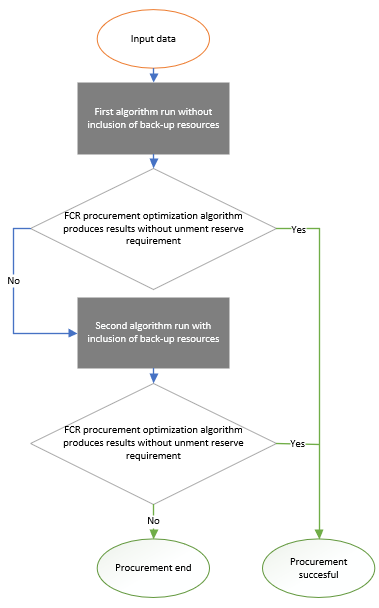 Input data
First algorithm run without
inclusion of back-up resources
FCR procurement optimization algorithm
produces results without unment reserve
requirement
Yes
No
Second algorithm run with
inclusion of back-up resources
FCR procurement optimization algorithm
produces results without unment reserve
requirement
Yes
No
Procurement end
Procurement
succesful